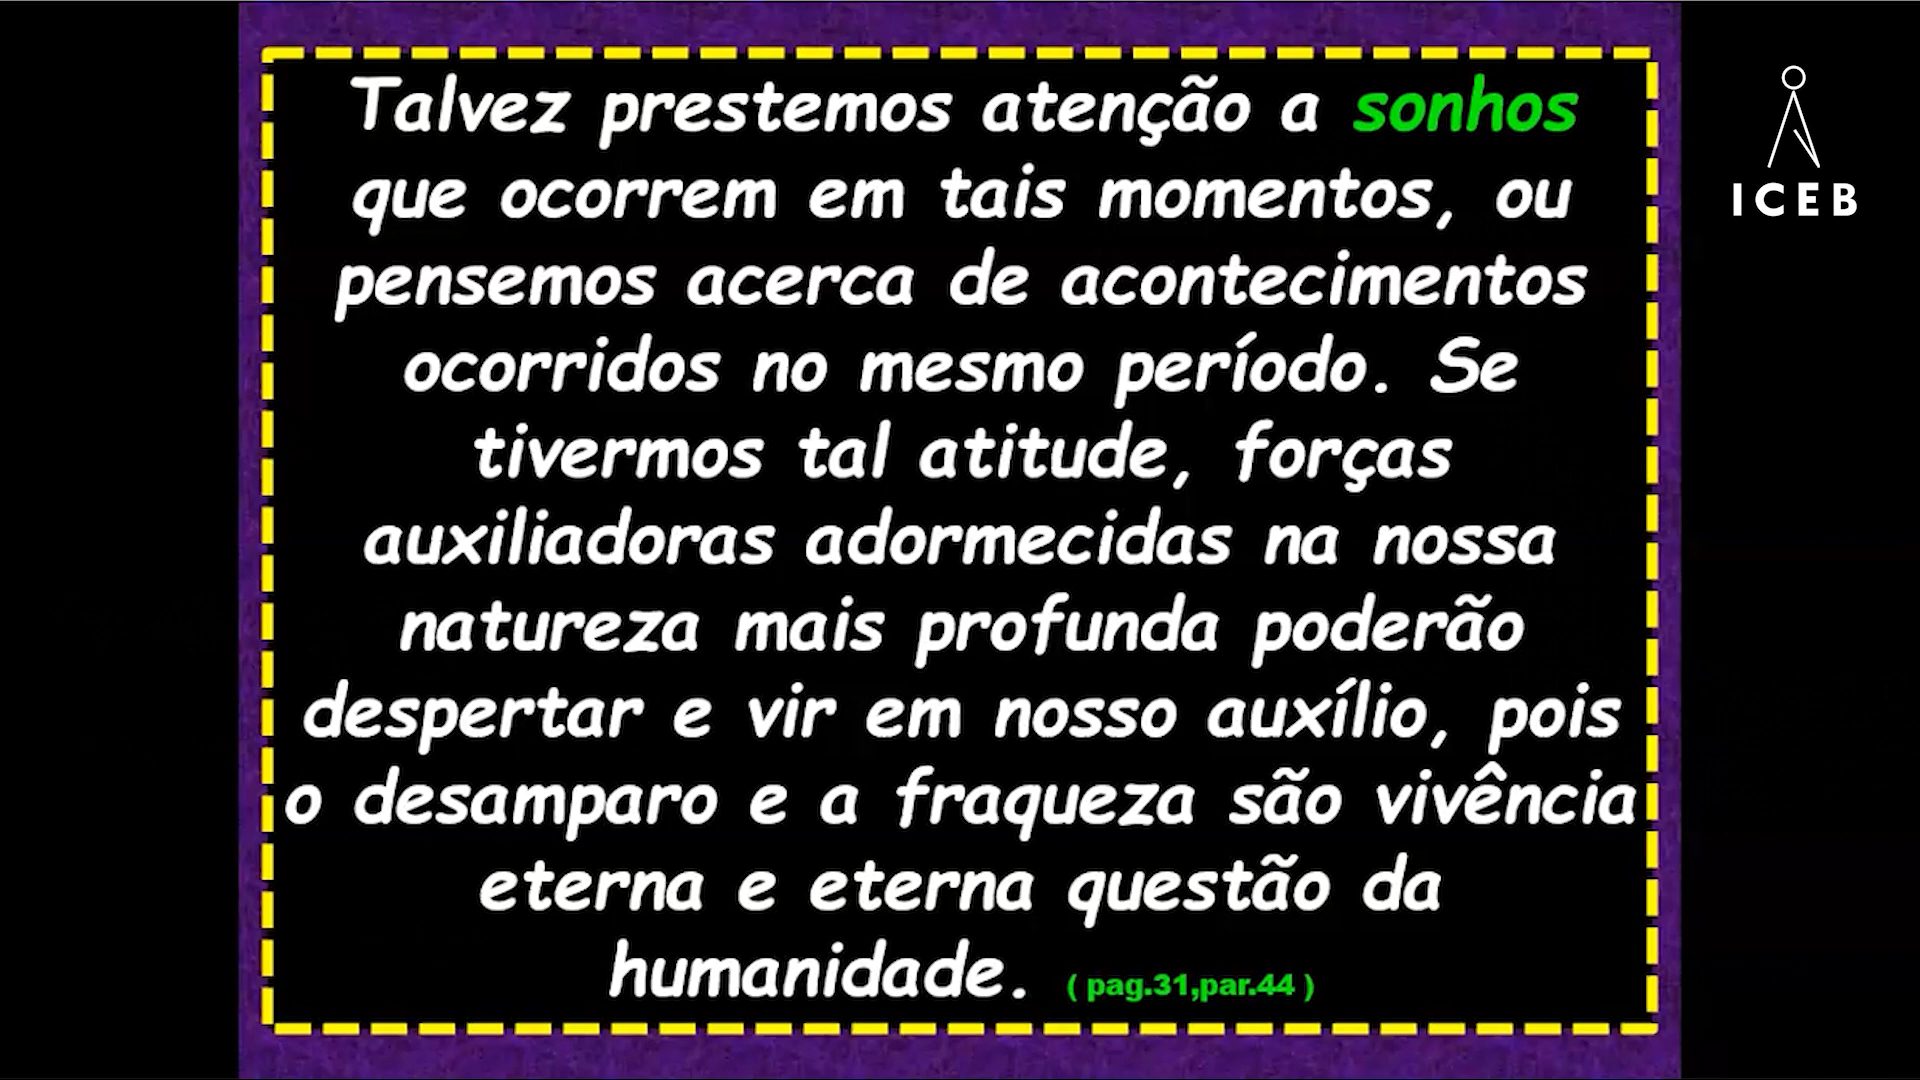 Talvez prestemos atenção a sonhos
que ocorrem em tais momentos, ou
pensemos acerca de acontecimentos
ocorridos no mesmo período. Se
tivermos tal atitude, forças
auxiliadoras adormecidas na nossa
natureza mais profunda poderão
despertar e vir em nosso auxílio, pois
o desamparo e a fraqueza são vivência
eterna e eterna questão da
humanidade. ( pag.31,par.44 )
ICEB